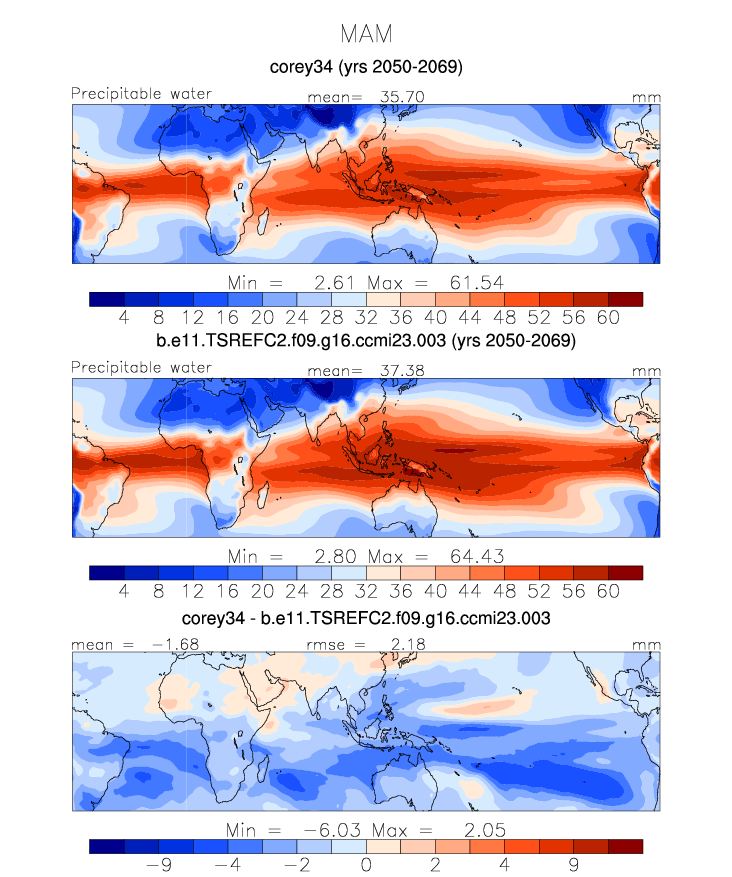 MAM
corey34 (yrs 2050-2069)
Precipitable water mean= 35.70 mm
Min = 2.61 Max = 61.54
4 8 12 16 20 24 28 32 36 40 44 48 52 56 60
b.e11.TSREFC2.f09.g16.ccmi23.003 (yrs 2050-2069)
Precipitable water mean= 37.38 mm
Min = 2.80 Max = 64.43
4 8 12 16 20 24 28 32 36 40 44 48 52 56 60
corey34 - b.e11.TSREFC2.f09.g16.ccmi23.003
mean = -1.68 rmse = 2.18 mm
Min = -6.03 Max = 2.05
-9 -4 -2 0 2 4 9